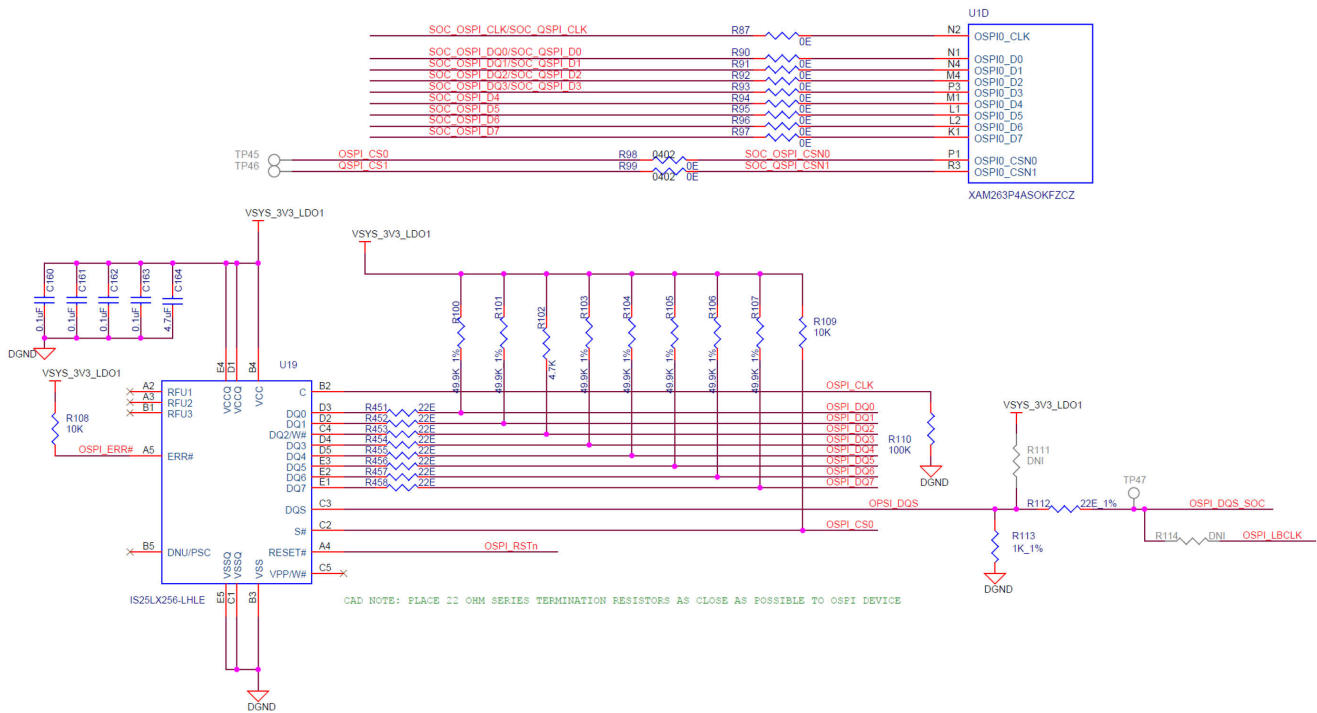 U1D
SOC_OSPI_CLK/SOC_QSPI_CLK R87 0E N2 OSPI0_CLK
SOC_OSPI_DQ0/SOC_QSPI_D0 R90 0E N1 OSPI0_D0
SOC_OSPI_DQ1/SOC_QSPI_D1 R91 0E N4 OSPI0_D1
SOC_OSPI_DQ2/SOC_QSPI_D2 R92 0E M4 OSPI0_D2
SOC_OSPI_DQ3/SOC_QSPI_D3 R93 0E P3 OSPI0_D3
SOC_OSPI_D4 R94 0E M1 OSPI0_D4
SOC_OSPI_D5 R95 0E L1 OSPI0_D5
SOC_OSPI_D6 R96 0E L2 OSPI0_D6
SOC_OSPI_D7 R97 0E K1 OSPI0_D7
TP45 OSPI_CS0 R98 0402 0E SOC_OSPI_CSN0 P1 OSPI0_CSN0
TP46 QSPI_CS1 R99 0402 0E SOC_QSPI_CSN1 R3 OSPI0_CSN1
XAM263P4ASOKFZCZ
VSYS_3V3_LDO1
VSYS_3V3_LDO1
C160 C161 C162 C163 C164
0.1uF 0.1uF 0.1uF 0.1uF 4.7uF
DGND
R100 R101 R102 R103 R104 R105 R106 R107
49.9K 1% 49.9K 1% 4.7K 49.9K 1% 49.9K 1% 49.9K 1% 49.9K 1% 49.9K 1%
R109
10K
VSYS_3V3_LDO1
R108
10K
OSPI_ERR#
E4 D1 B4
U19
VCCQ VCCQ VCC
A2 RFU1
A3 RFU2
B1 RFU3
A5 ERR#
B5 DNU/PSC
C B2 OSPI_CLK
DQ0 D3 R451 22E OSPI_DQ0
DQ1 D2 R452 22E OSPI_DQ1
DQ2/W# C4 R453 22E OSPI_DQ2
DQ3 D4 R454 22E OSPI_DQ3
DQ4 D5 R455 22E OSPI_DQ4
DQ5 E3 R456 22E OSPI_DQ5
DQ6 E2 R457 22E OSPI_DQ6
DQ7 E1 R458 22E OSPI_DQ7
DQS C3 OPSI_DQS
S# C2 OSPI_CS0
RESET# A4 OSPI_RSTn
VPP/W# C5
VSSQ VSSQ VSS
E5 C1 B3
IS25LX256-LHLE
DGND
R110
100K
DGND
VSYS_3V3_LDO1
R111
DNI
R112 22E_1%
TP47
OSPI_DQS_SOC
R114 DNI OSPI_LBCLK
R113
1K_1%
DGND
CAD NOTE: PLACE 22 OHM SERIES TERMINATION RESISTORS AS CLOSE AS POSSIBLE TO OSPI DEVICE